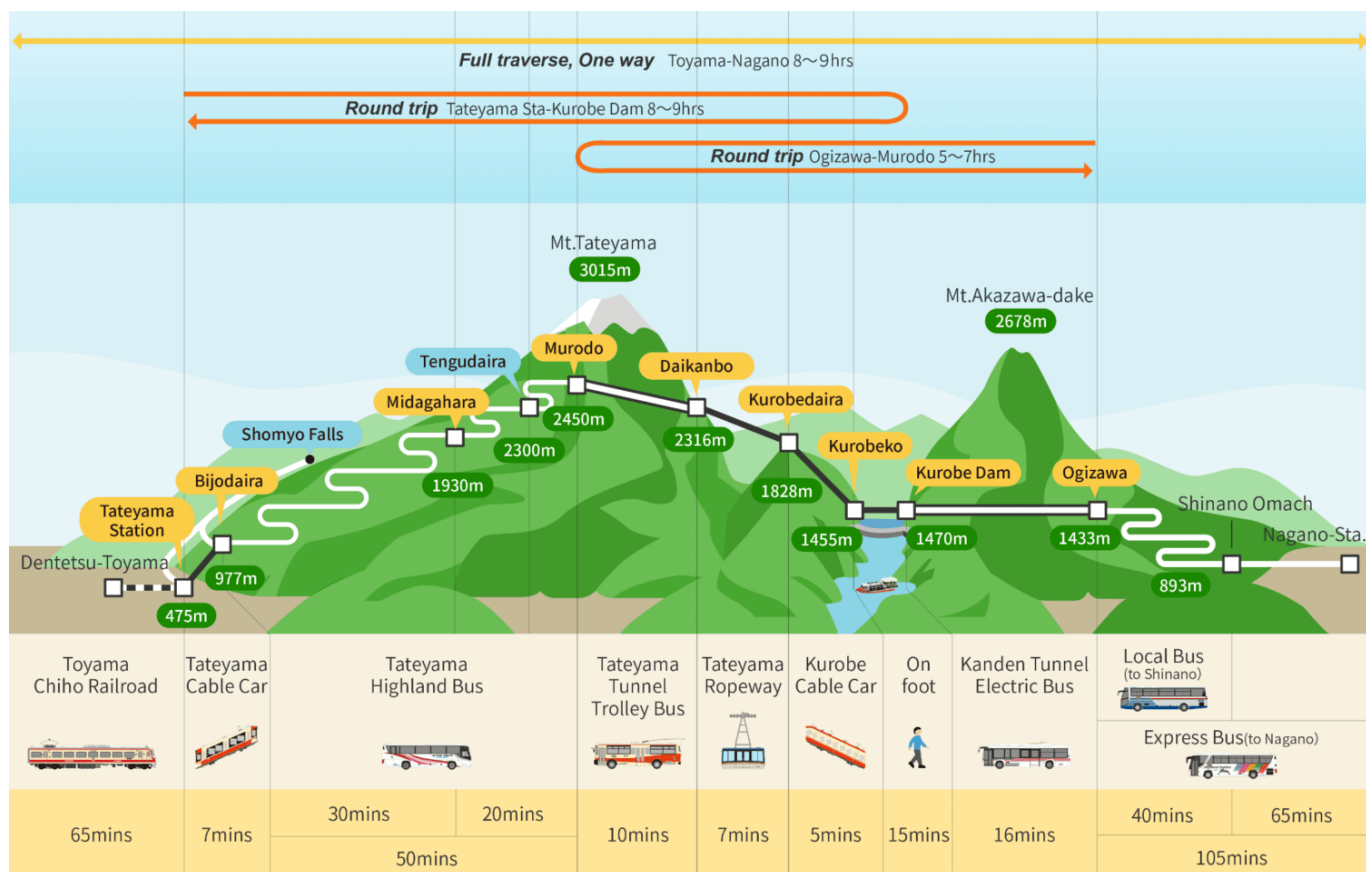 Full traverse, One way Toyama-Nagano 8〜9hrs
Round trip Tateyama Sta-Kurobe Dam 8〜9hrs
Round trip Ogizawa-Murodo 5〜7hrs
Mt.Tateyama
3015m
Mt.Akazawa-dake
2678m
Murodo
Tengudaira
Daikanbo
Midagahara
Kurobedaira
2450m
Shomyo Falls
2316m
2300m
Kurobeko
Kurobe Dam
Ogizawa
Bijodaira
1930m
1828m
Tateyama
Station
Shinano Omach
1455m
1470m
1433m
Nagano-Sta.
Dentetsu-Toyama
977m
893m
475m
Toyama
Chiho Railroad
Tateyama
Cable Car
Tateyama
Highland Bus
Tateyama
Tunnel
Trolley Bus
Tateyama
Ropeway
Kurobe
Cable Car
On
foot
Kanden Tunnel
Electric Bus
Local Bus
(to Shinano)
Express Bus(to Nagano)
65mins
7mins
30mins
20mins
50mins
10mins
7mins
5mins
15mins
16mins
40mins
65mins
105mins